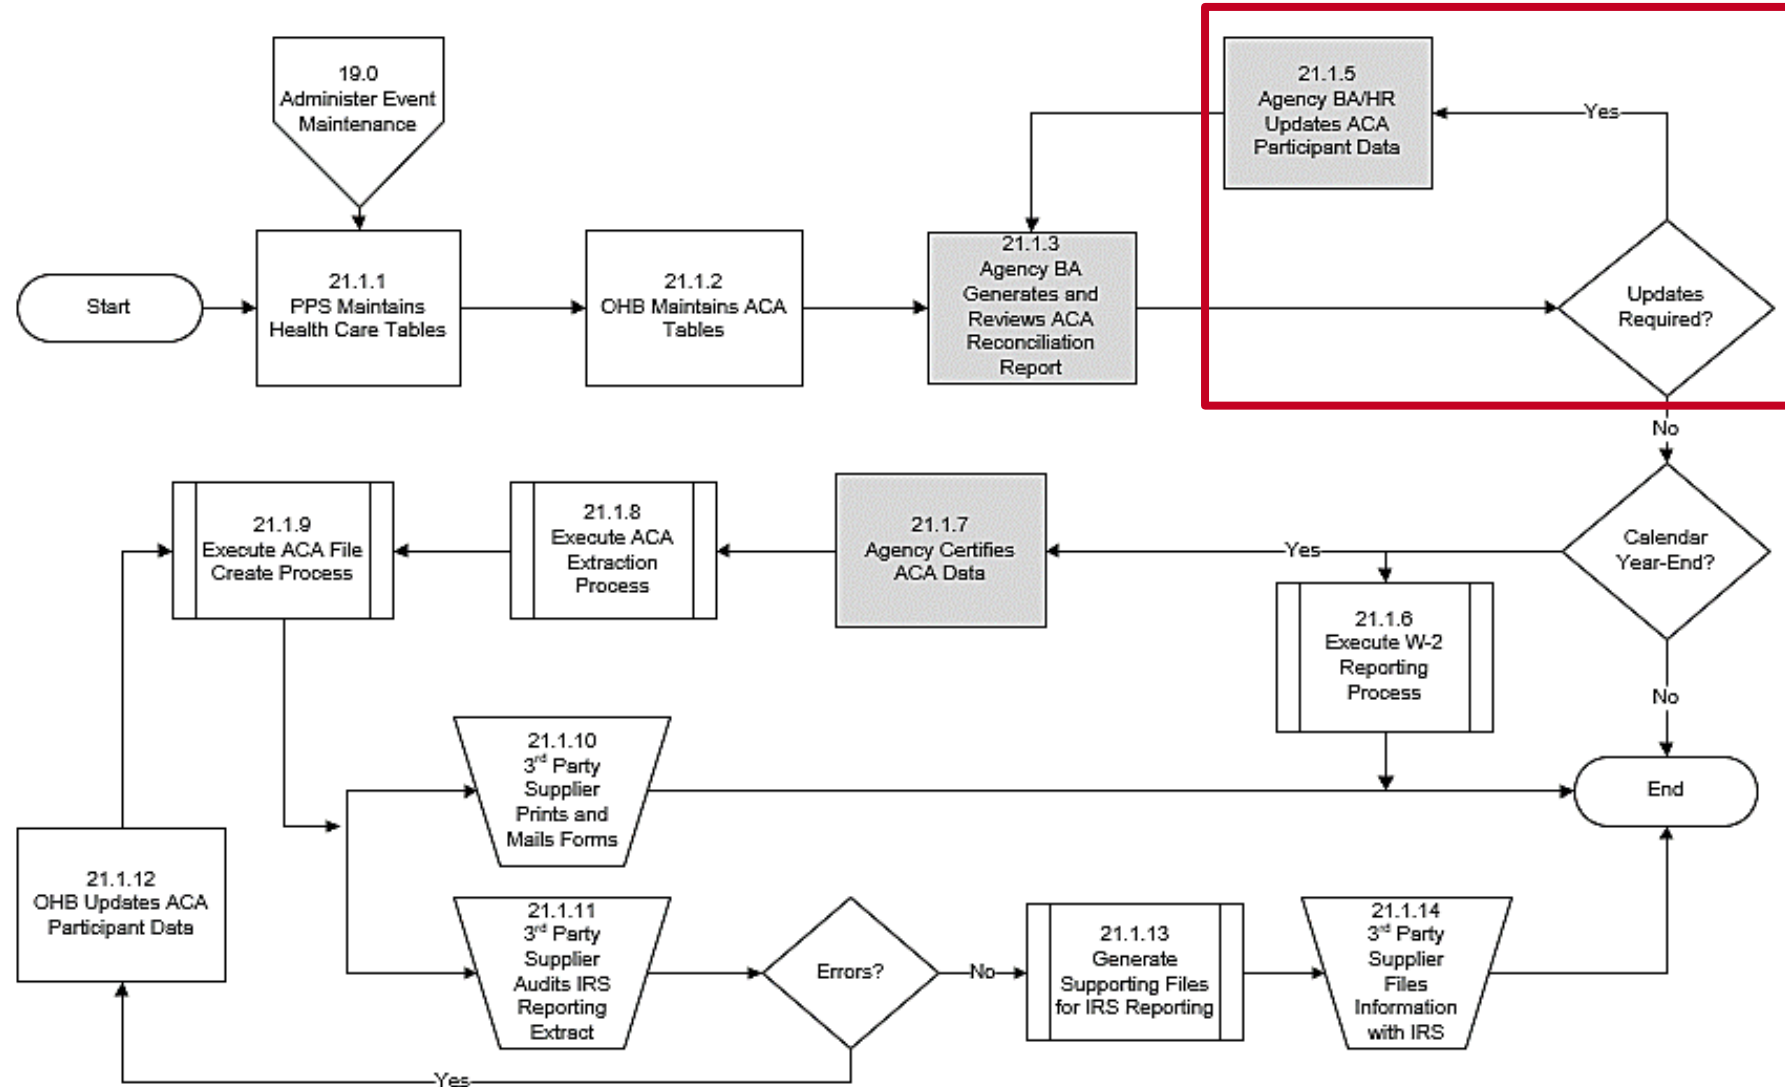 19.0
Administer Event
Maintenance
21.1.5
Agency BA/HR
Updates ACA
Participant Data
Yes
Start
21.1.1
PPS Maintains
Health Care Tables
21.1.2
OHB Maintains ACA
Tables
21.1.3
Agency BA
Generates and
Reviews ACA
Reconciliation
Report
Updates
Required?
No
21.1.9
Execute ACA File
Create Process
21.1.8
Execute ACA
Extraction
Process
21.1.7
Agency Certifies
ACA Data
Yes
Calendar
Year-End?
21.1.6
Execute W-2
Reporting
Process
No
21.1.10
3rd Party
Supplier
Prints and
Mails Forms
End
21.1.12
OHB Updates ACA
Participant Data
21.1.11
3rd Party
Supplier
Audits IRS
Reporting
Extract
Errors?
No
21.1.13
Generate
Supporting Files
for IRS Reporting
21.1.14
3rd Party
Supplier
Files
Information
with IRS
Yes